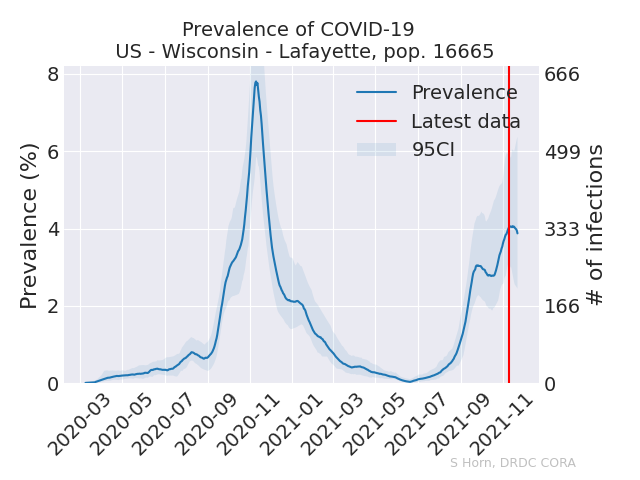 Prevalence of COVID-19
US - Wisconsin - Lafayette, pop. 16665
Prevalence (%)
8
6
4
2
0
666
499
333
166
0
# of infections
Prevalence
Latest data
95CI
2020-03
2020-05
2020-07
2020-09
2020-11
2021-01
2021-03
2021-05
2021-07
2021-09
2021-11
S Horn, DRDC CORA